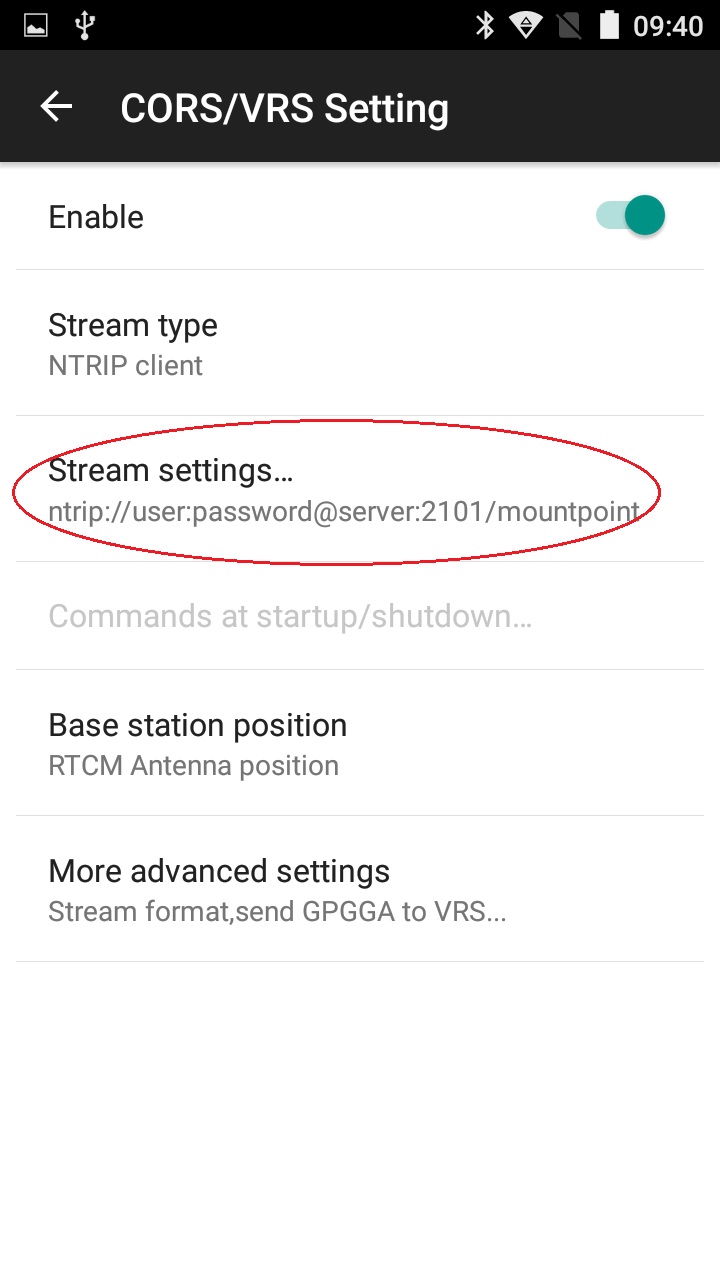 09:40
CORS/VRS Setting
Enable
Stream type
NTRIP client
Stream settings...
ntrip://user:password@server:2101/mountpoint
Commands at startup/shutdown...
Base station position
RTCM Antenna position
More advanced settings
Stream format,send GPGGA to VRS...